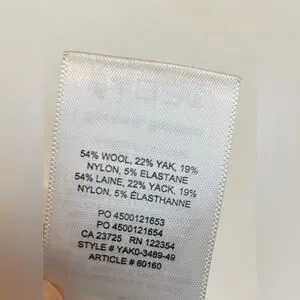 54% WOOL, 22% YAK, 19%
NYLON, 5% ELASTANE
54% LAINE, 22% YACK, 19%
NYLON, 5% ÉLASTHANNE
PO 4500121653
PO 4500121654
CA 23725 RN 122354
STYLE # YAK0-3489-49
ARTICLE # 60160